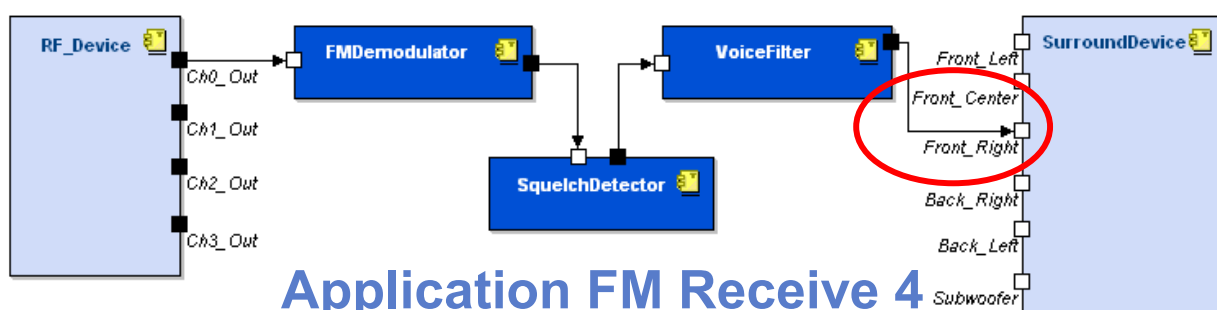 RF_Device
Ch0_Out
Ch1_Out
Ch2_Out
Ch3_Out
FMDemodulator
SquelchDetector
VoiceFilter
SurroundDevice
Front_Left
Front_Center
Front_Right
Back_Right
Back_Left
Subwoofer
Application FM Receive 4